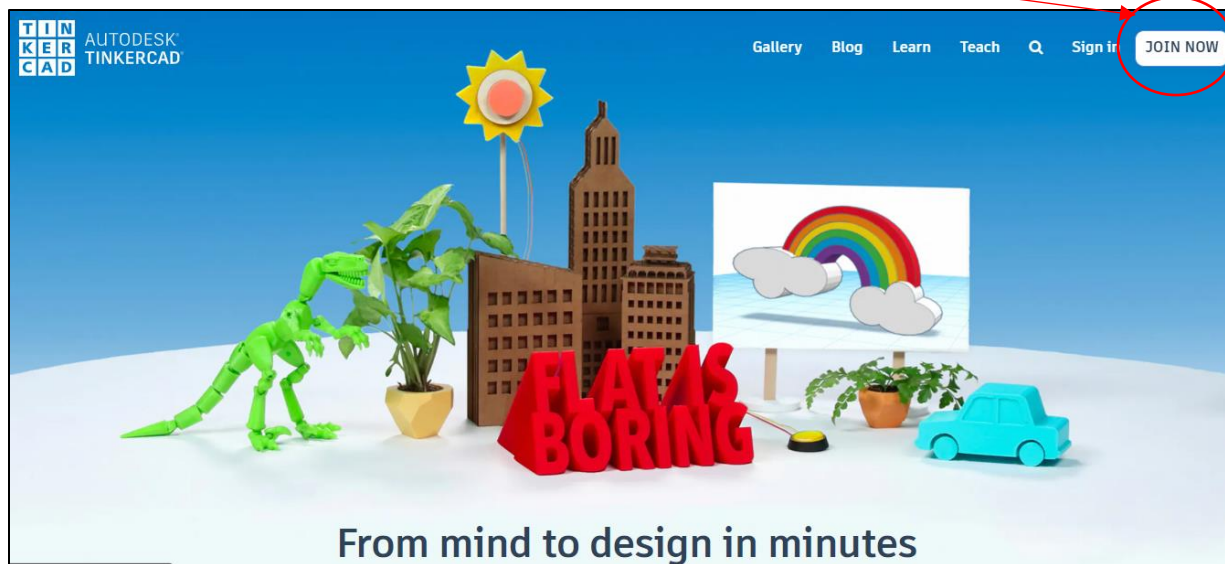 TIN
KER
CAD
AUTODESK®
TINKERCAD®
Gallery Blog Learn Teach Sign in JOIN NOW
FLAT IS
BORING
From mind to design in minutes